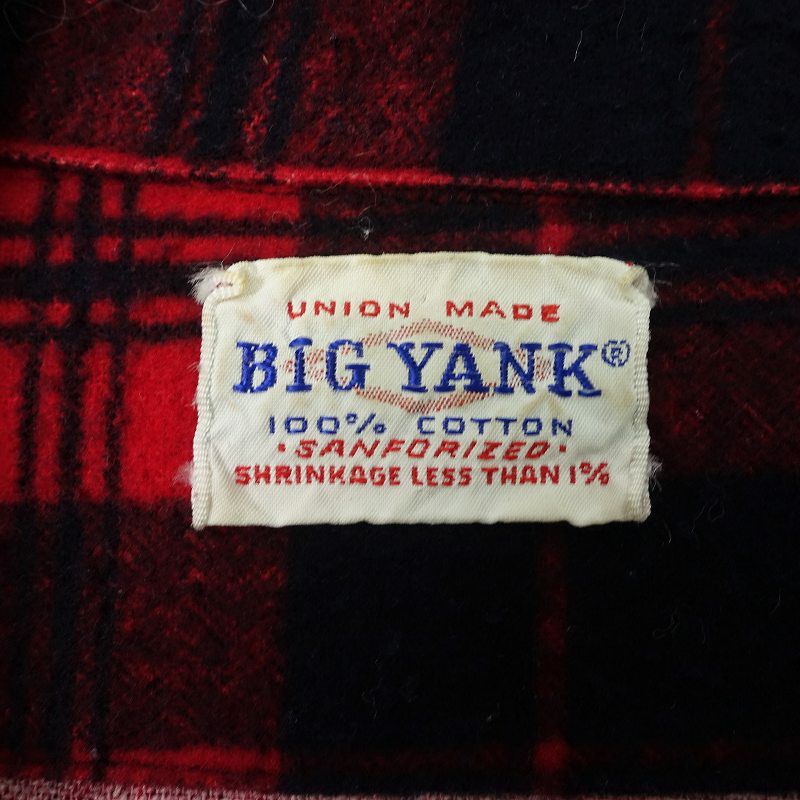 UNION MADE
BIG YANK®
100% COTTON
·SANFORIZED·
SHRINKAGE LESS THAN 1%